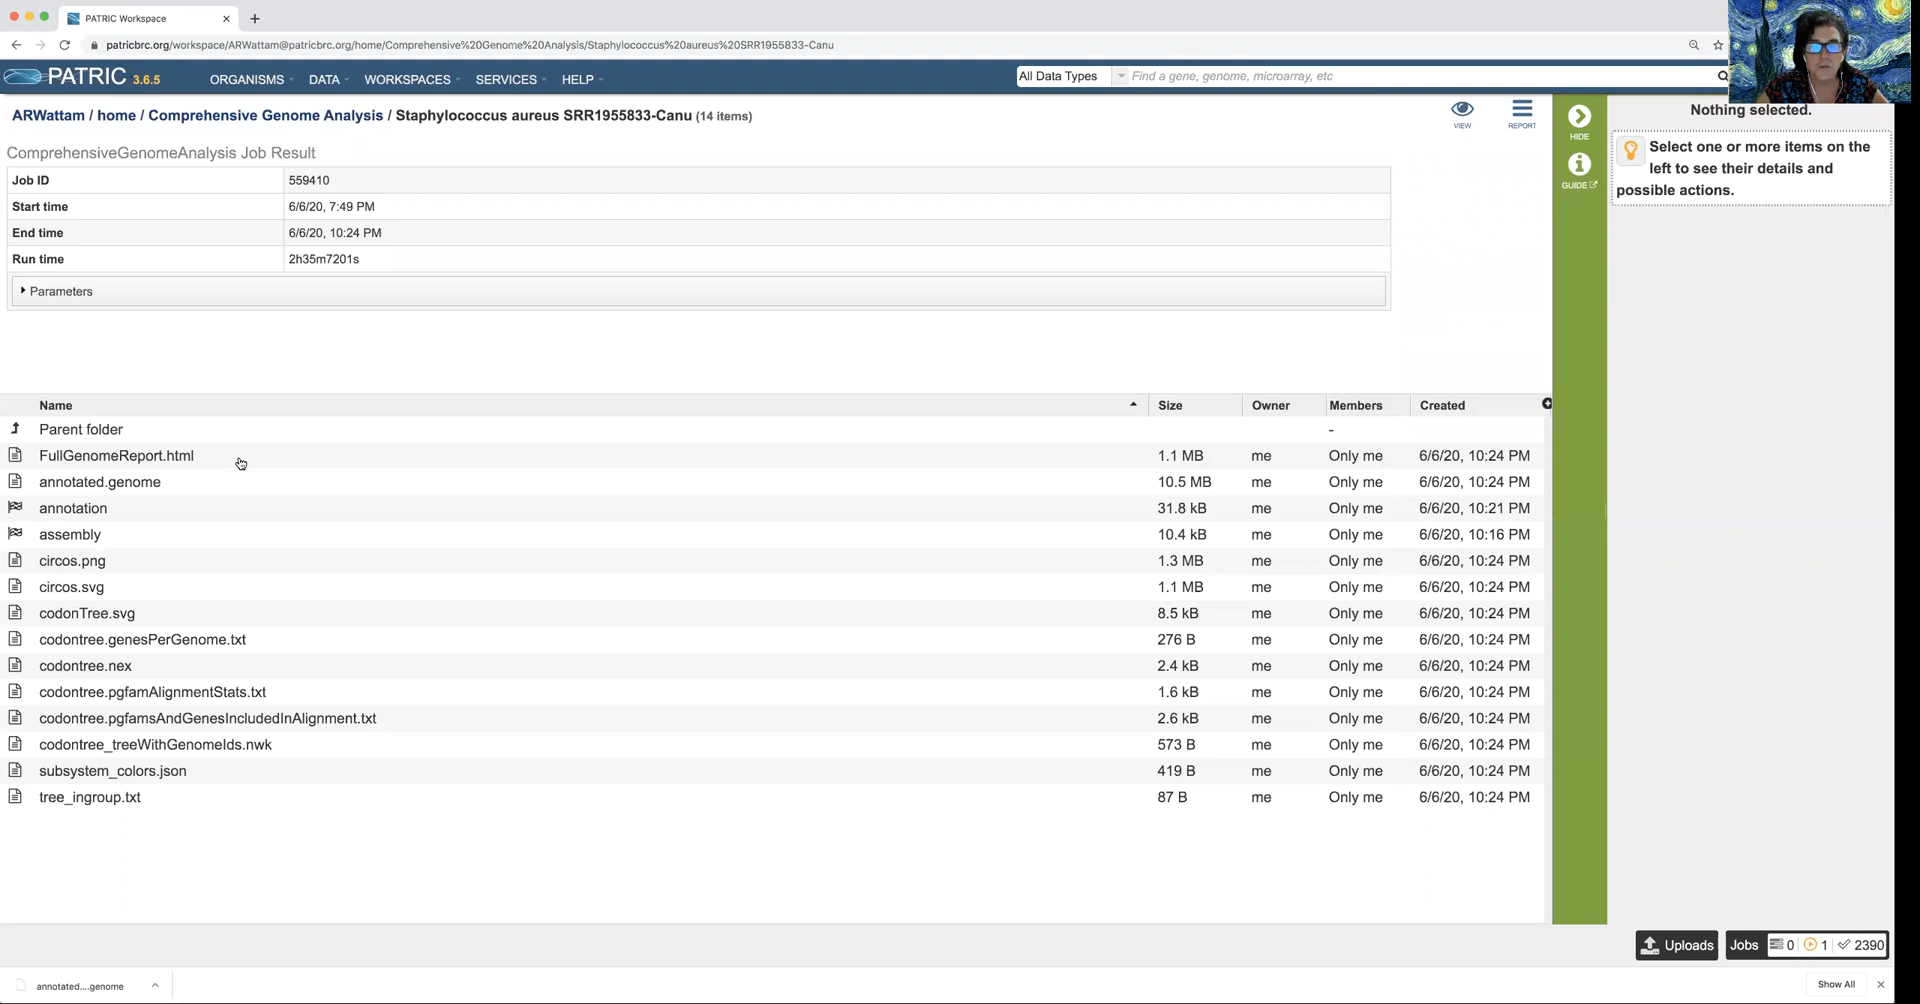 PATRIC Workspace
patricbrc.org/workspace/ARWattam@patricbrc.org/home/Comprehensive%20Genome%20Analysis/Staphylococcus%20aureus%20SRR1955833-Canu
PATRIC 3.6.5 ORGANISMS DATA WORKSPACES SERVICES HELP All Data Types Find a gene, genome, microarray, etc
ARWattam / home / Comprehensive Genome Analysis / Staphylococcus aureus SRR1955833-Canu (14 items)
VIEW REPORT
HIDE
GUIDE
Nothing selected.
Select one or more items on the
left to see their details and
possible actions.
ComprehensiveGenomeAnalysis Job Result
Job ID 559410
Start time 6/6/20, 7:49 PM
End time 6/6/20, 10:24 PM
Run time 2h35m7201s
Parameters
Name Size Owner Members Created
Parent folder -
FullGenomeReport.html 1.1 MB me Only me 6/6/20, 10:24 PM
annotated.genome 10.5 MB me Only me 6/6/20, 10:24 PM
annotation 31.8 kB me Only me 6/6/20, 10:21 PM
assembly 10.4 kB me Only me 6/6/20, 10:16 PM
circos.png 1.3 MB me Only me 6/6/20, 10:24 PM
circos.svg 1.1 MB me Only me 6/6/20, 10:24 PM
codonTree.svg 8.5 kB me Only me 6/6/20, 10:24 PM
codontree.genesPerGenome.txt 276 B me Only me 6/6/20, 10:24 PM
codontree.nex 2.4 kB me Only me 6/6/20, 10:24 PM
codontree.pgfamAlignmentStats.txt 1.6 kB me Only me 6/6/20, 10:24 PM
codontree.pgfamsAndGenesIncludedInAlignment.txt 2.6 kB me Only me 6/6/20, 10:24 PM
codontree_treeWithGenomeIds.nwk 573 B me Only me 6/6/20, 10:24 PM
subsystem_colors.json 419 B me Only me 6/6/20, 10:24 PM
tree_ingroup.txt 87 B me Only me 6/6/20, 10:24 PM
Uploads Jobs 0 1 2390
annotated....genome Show All